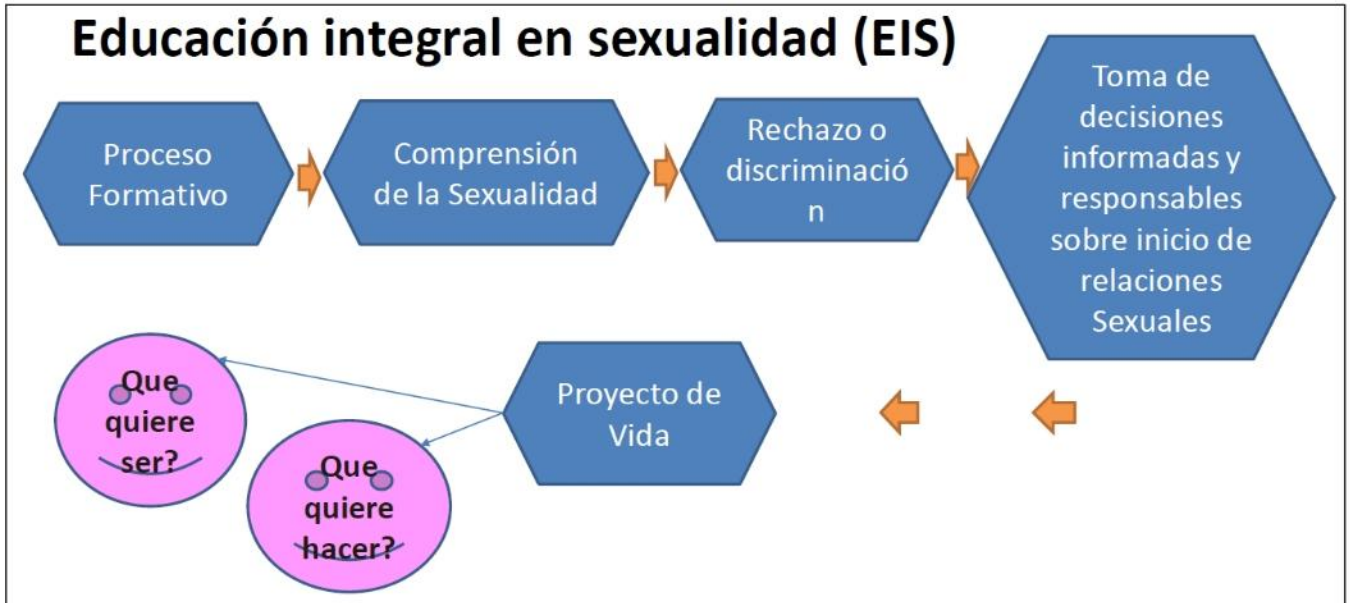 Educación integral en sexualidad (EIS)
Proceso
Formativo
Comprensión
de la Sexualidad
Rechazo o
discriminació
n
Toma de
decisiones
informadas y
responsables
sobre inicio de
relaciones
Sexuales
Proyecto de
Vida
Que
quiere
ser?
Que
quiere
hacer?